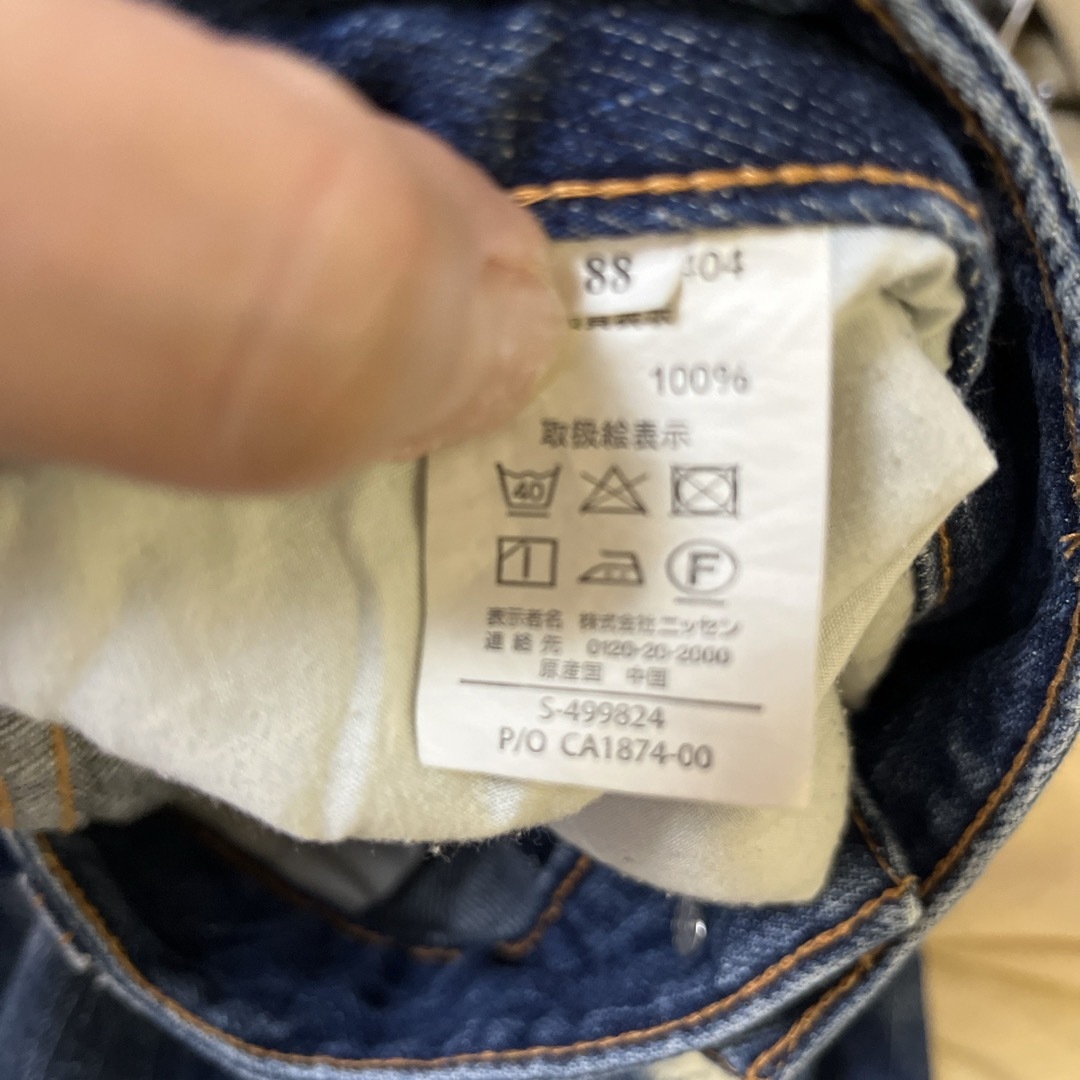 88 404
100%
取扱絵表示
40
F
表示者名 株式会社ニッセン
連絡先 0120-20-2000
原産国 中国
S-499824
P/O CA1874-00